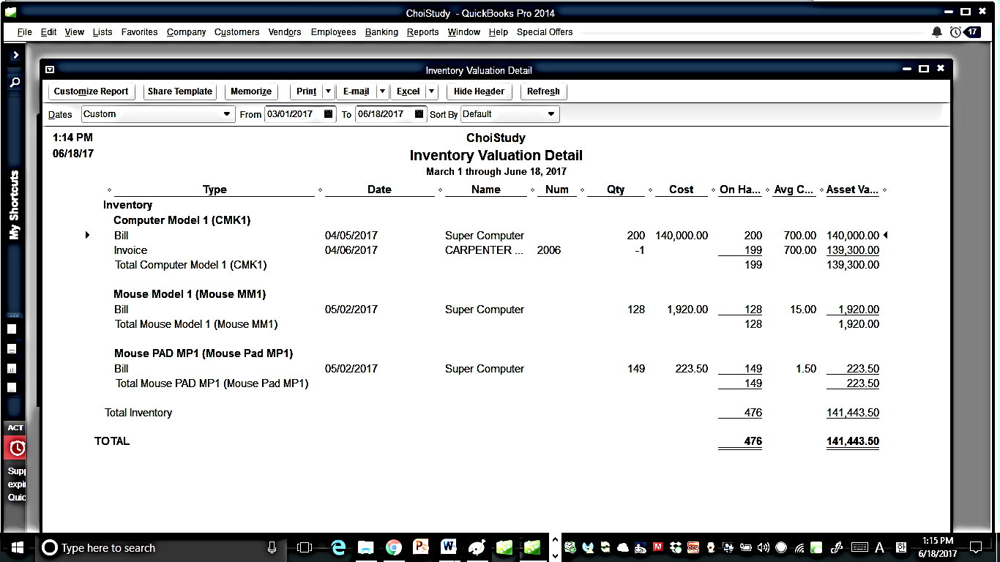 ChoiStudy - QuickBooks Pro 2014
File Edit View Lists Favorites Company Customers Vendors Employees Banking Reports Window Help Special Offers 17
Inventory Valuation Detail
Customize Report Share Template Memorize Print E-mail Excel Hide Header Refresh
Dates Custom From 03/01/2017 To 06/18/2017 Sort By Default
1:14 PM ChoiStudy
06/18/17 Inventory Valuation Detail
March 1 through June 18, 2017
Type Date Name Num Qty Cost On Ha... Avg C... Asset Va...
Inventory
Computer Model 1 (CMK1)
Bill 04/05/2017 Super Computer 200 140,000.00 200 700.00 140,000.00
Invoice 04/06/2017 CARPENTER ... 2006 -1 199 700.00 139,300.00
Total Computer Model 1 (CMK1) 199 139,300.00
Mouse Model 1 (Mouse MM1)
Bill 05/02/2017 Super Computer 128 1,920.00 128 15.00 1,920.00
Total Mouse Model 1 (Mouse MM1) 128 1,920.00
Mouse PAD MP1 (Mouse Pad MP1)
Bill 05/02/2017 Super Computer 149 223.50 149 1.50 223.50
Total Mouse PAD MP1 (Mouse Pad MP1) 149 223.50
Total Inventory 476 141,443.50
TOTAL 476 141,443.50
My Shortcuts
ACT
Supp
expi
Quic
Type here to search
1:15 PM
6/18/2017